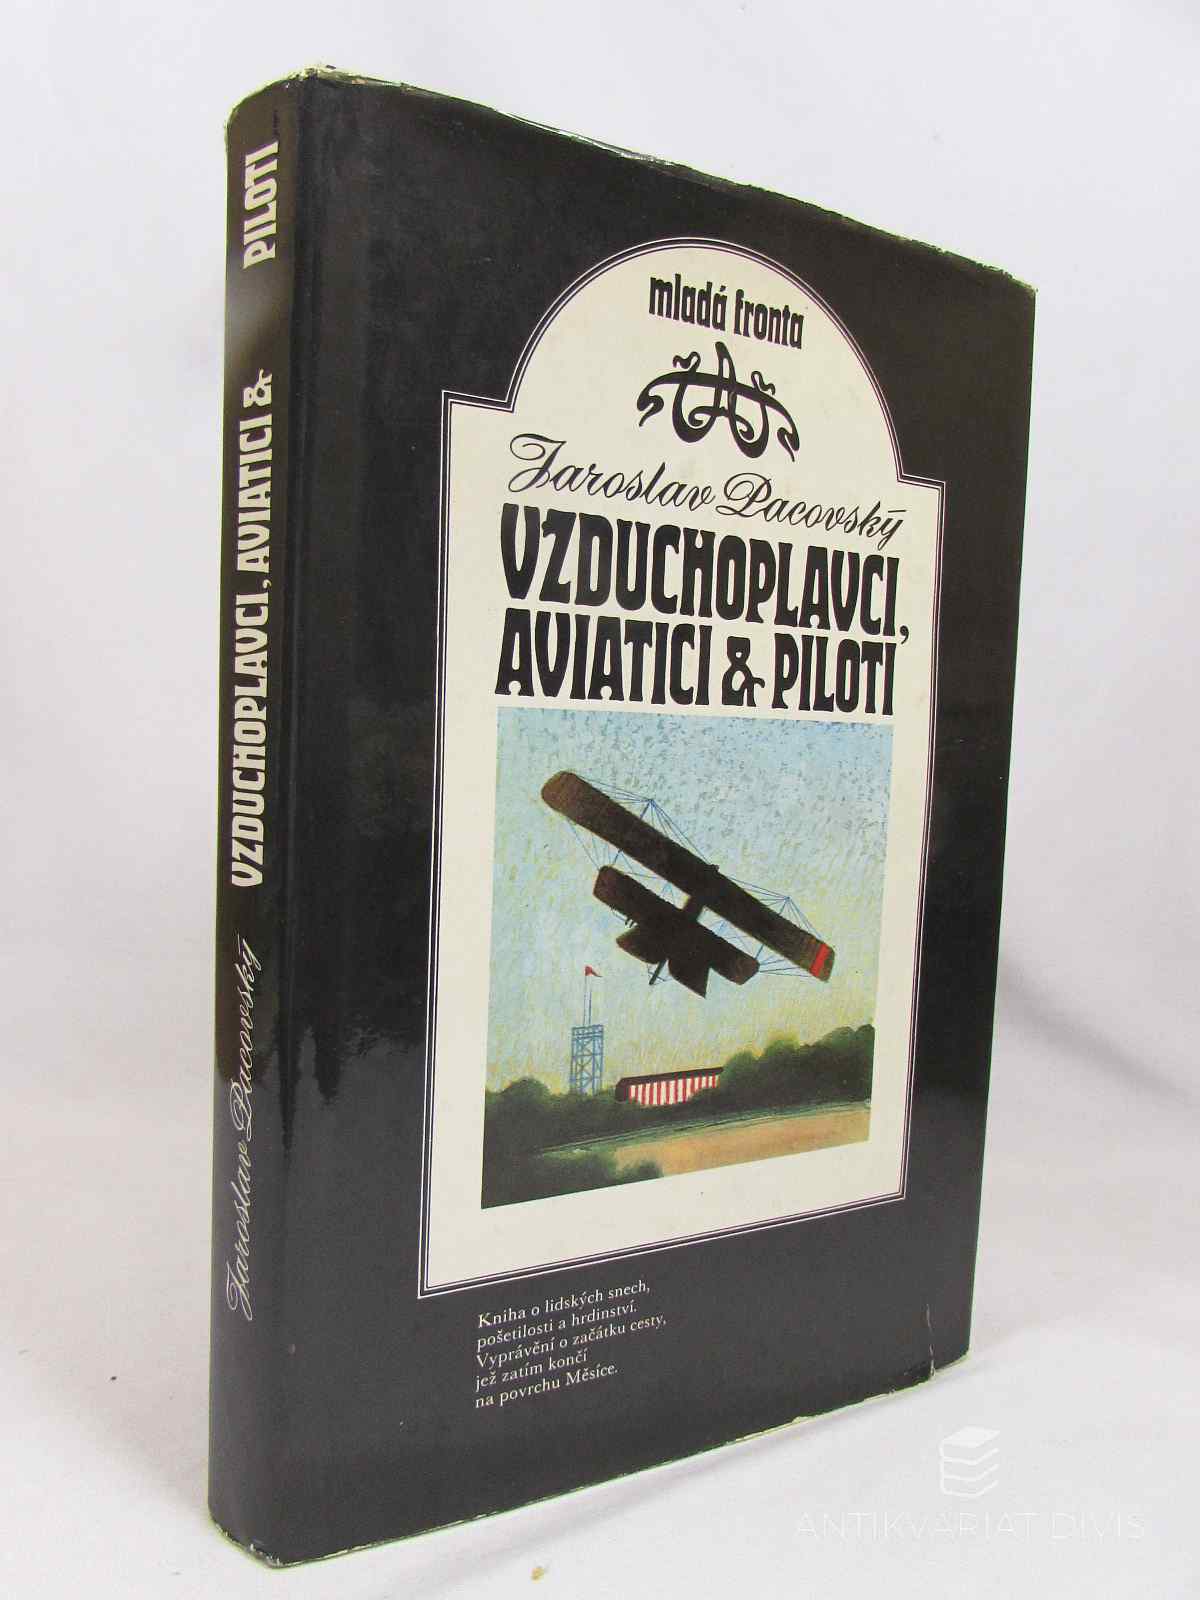 mladá fronta
Jaroslav Pacovský
VZDUCHOPLAVCI,
AVIATICI & PILOTI
Kniha o lidských snech,
pošetilosti a hrdinství.
Vyprávění o začátku cesty,
jež zatím končí
na povrchu Měsíce.
Jaroslav Pacovský VZDUCHOPLAVCI, AVIATICI & PILOTI
ANTIKVARIAT DIVIS